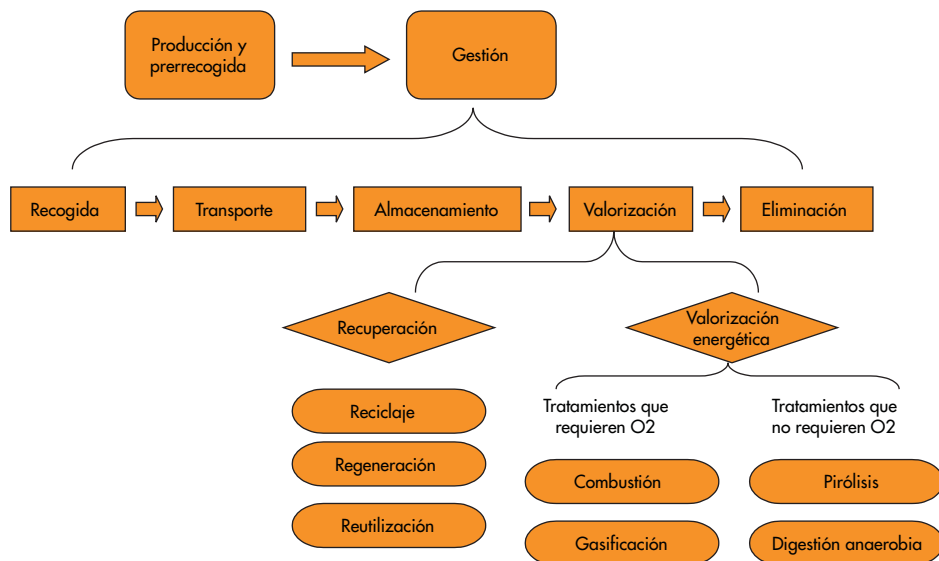 Producción y
prerrecogida
Gestión
Recogida
Transporte
Almacenamiento
Valorización
Eliminación
Recuperación
Valorización
energética
Reciclaje
Regeneración
Reutilización
Tratamientos que
requieren O2
Combustión
Gasificación
Tratamientos que
no requieren O2
Pirólisis
Digestión anaerobia